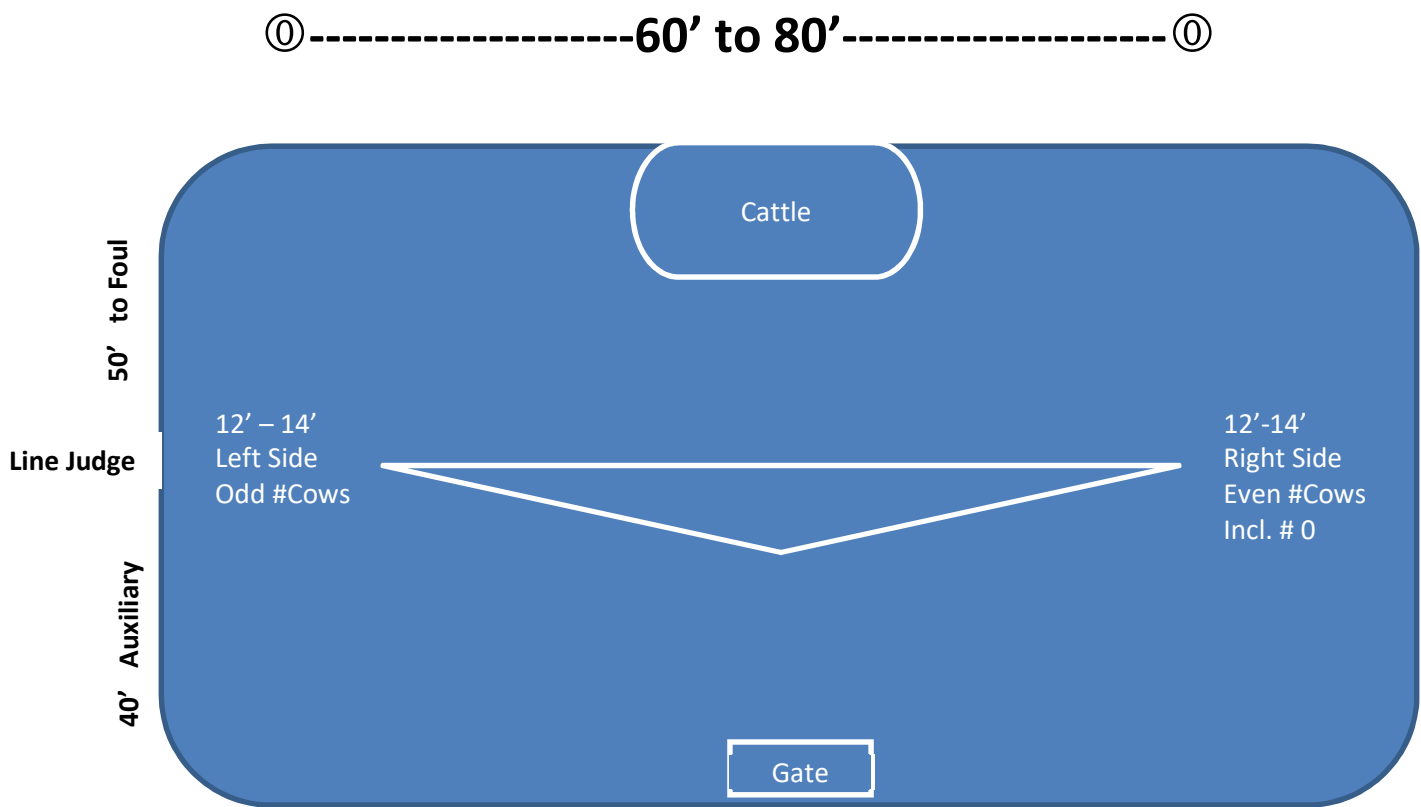 ⓪--------------------60’ to 80’--------------------⓪
Cattle
50’ to Foul
12’ – 14’
Left Side
Odd #Cows
12’-14’
Right Side
Even #Cows
Incl. # 0
Line Judge
40’ Auxiliary
Gate